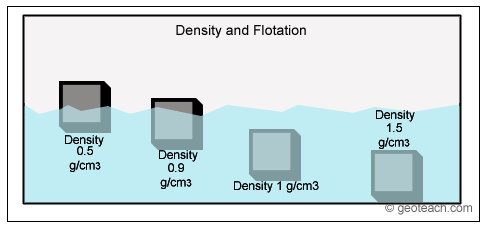 Density and Flotation
Density
0.5
g/cm3
Density
0.9
g/cm3
Density 1 g/cm3
Density
1.5
g/cm3
© geoteach.com